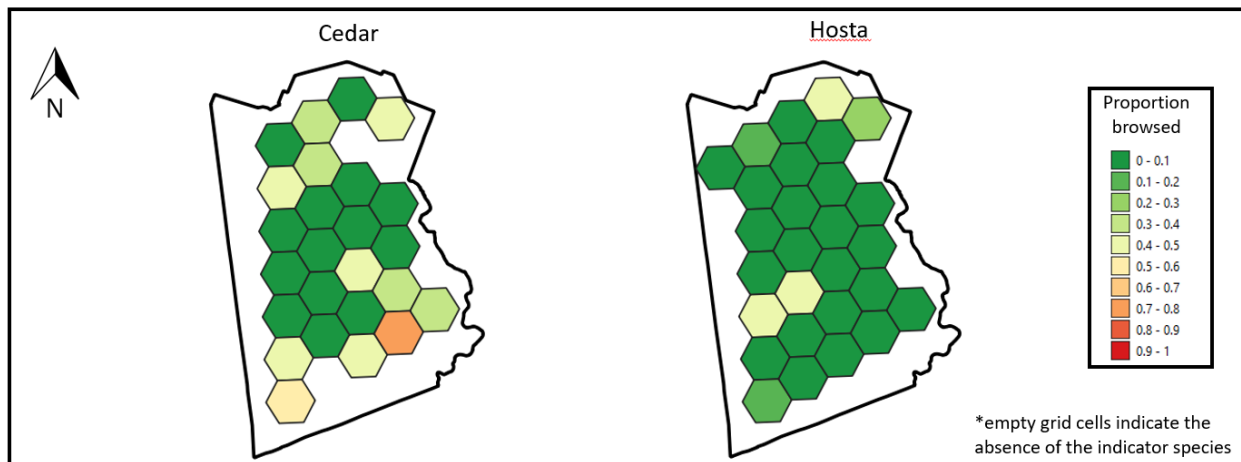 Cedar
Hosta
N
Proportion
browsed
0 - 0.1
0.1 - 0.2
0.2 - 0.3
0.3 - 0.4
0.4 - 0.5
0.5 - 0.6
0.6 - 0.7
0.7 - 0.8
0.8 - 0.9
0.9 - 1
*empty grid cells indicate the
absence of the indicator species